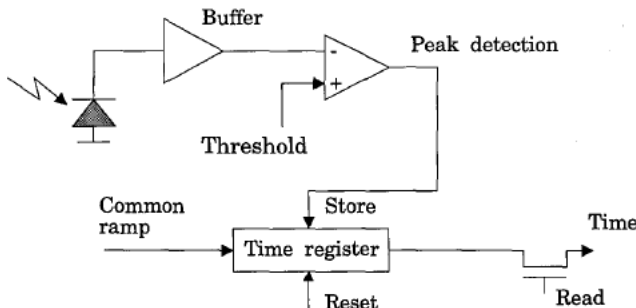 Buffer
Peak detection
-
+
Threshold
Common
ramp
Store
Time register
Time
Reset
Read